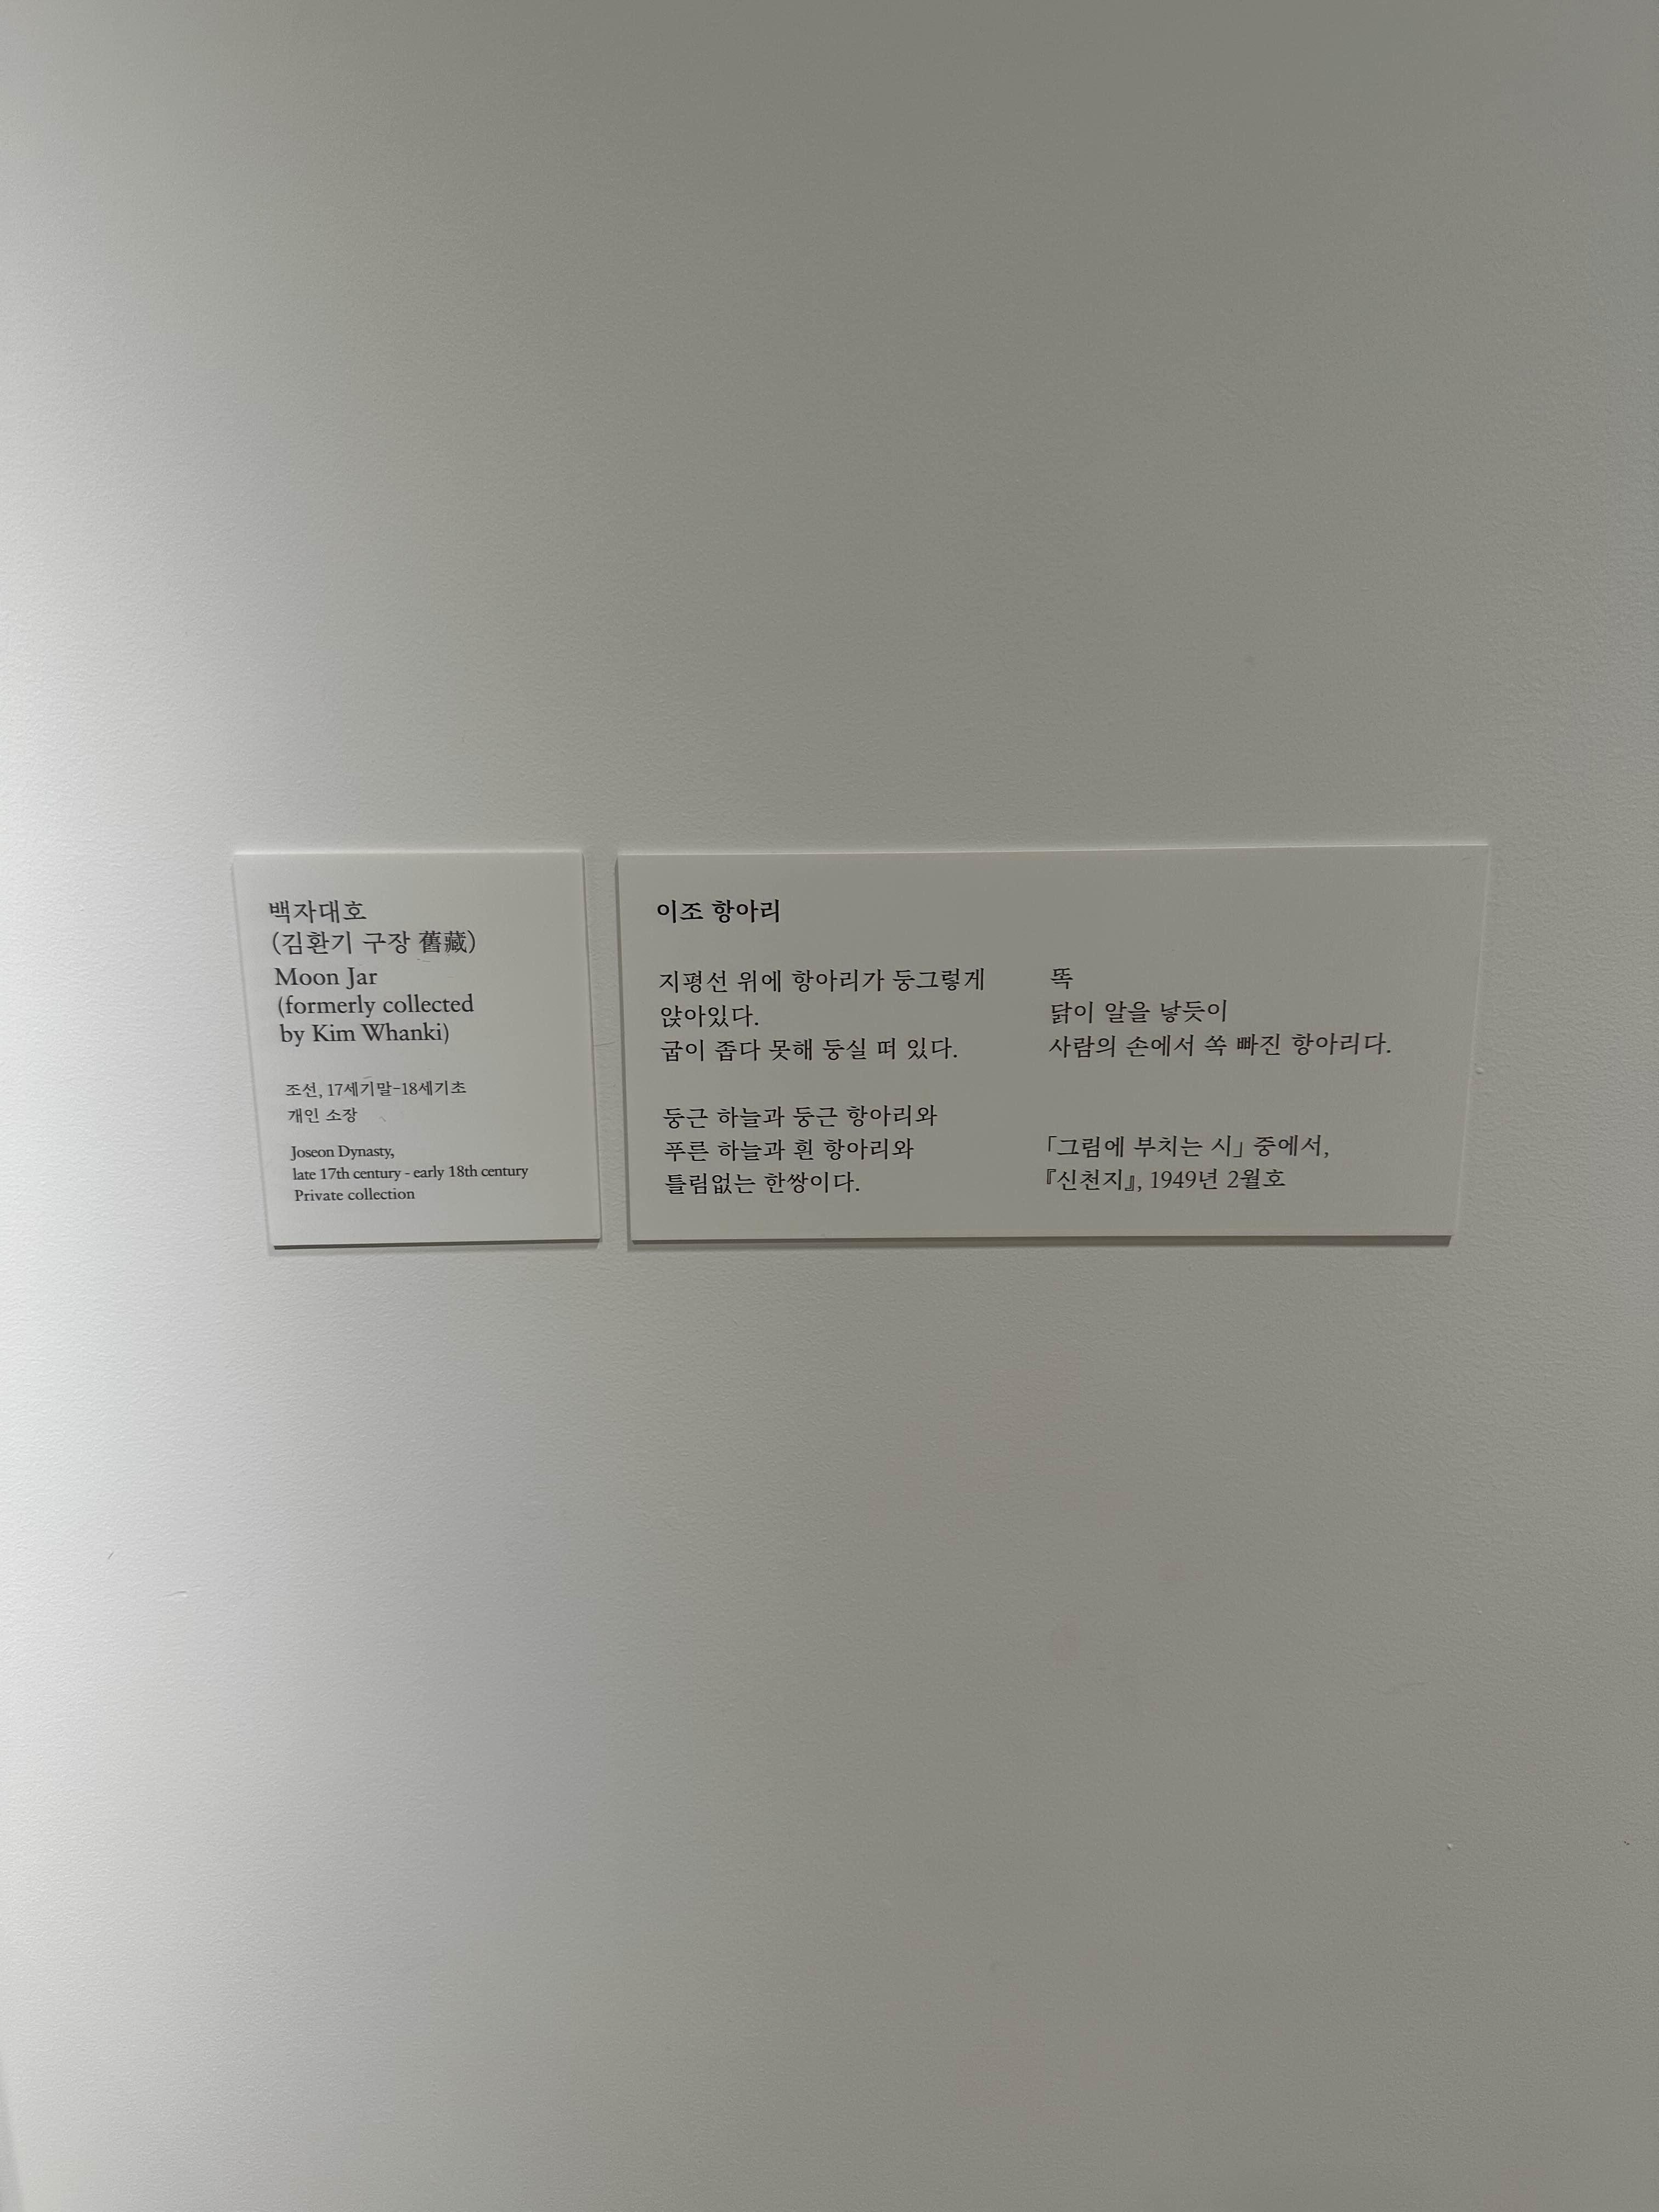 백자대호
(김환기 구장 舊藏)
Moon Jar
(formerly collected
by Kim Whanki)
조선, 17세기말-18세기초
개인 소장
Joseon Dynasty,
late 17th century - early 18th century
Private collection
이조 항아리
지평선 위에 항아리가 둥그렇게
앉아있다.
굽이 좁다 못해 둥실 떠 있다.
둥근 하늘과 둥근 항아리와
푸른 하늘과 흰 항아리와
틀림없는 한쌍이다.
똑
닭이 알을 낳듯이
사람의 손에서 쏙 빠진 항아리다.
「그림에 부치는 시」 중에서,
『신천지』, 1949년 2월호